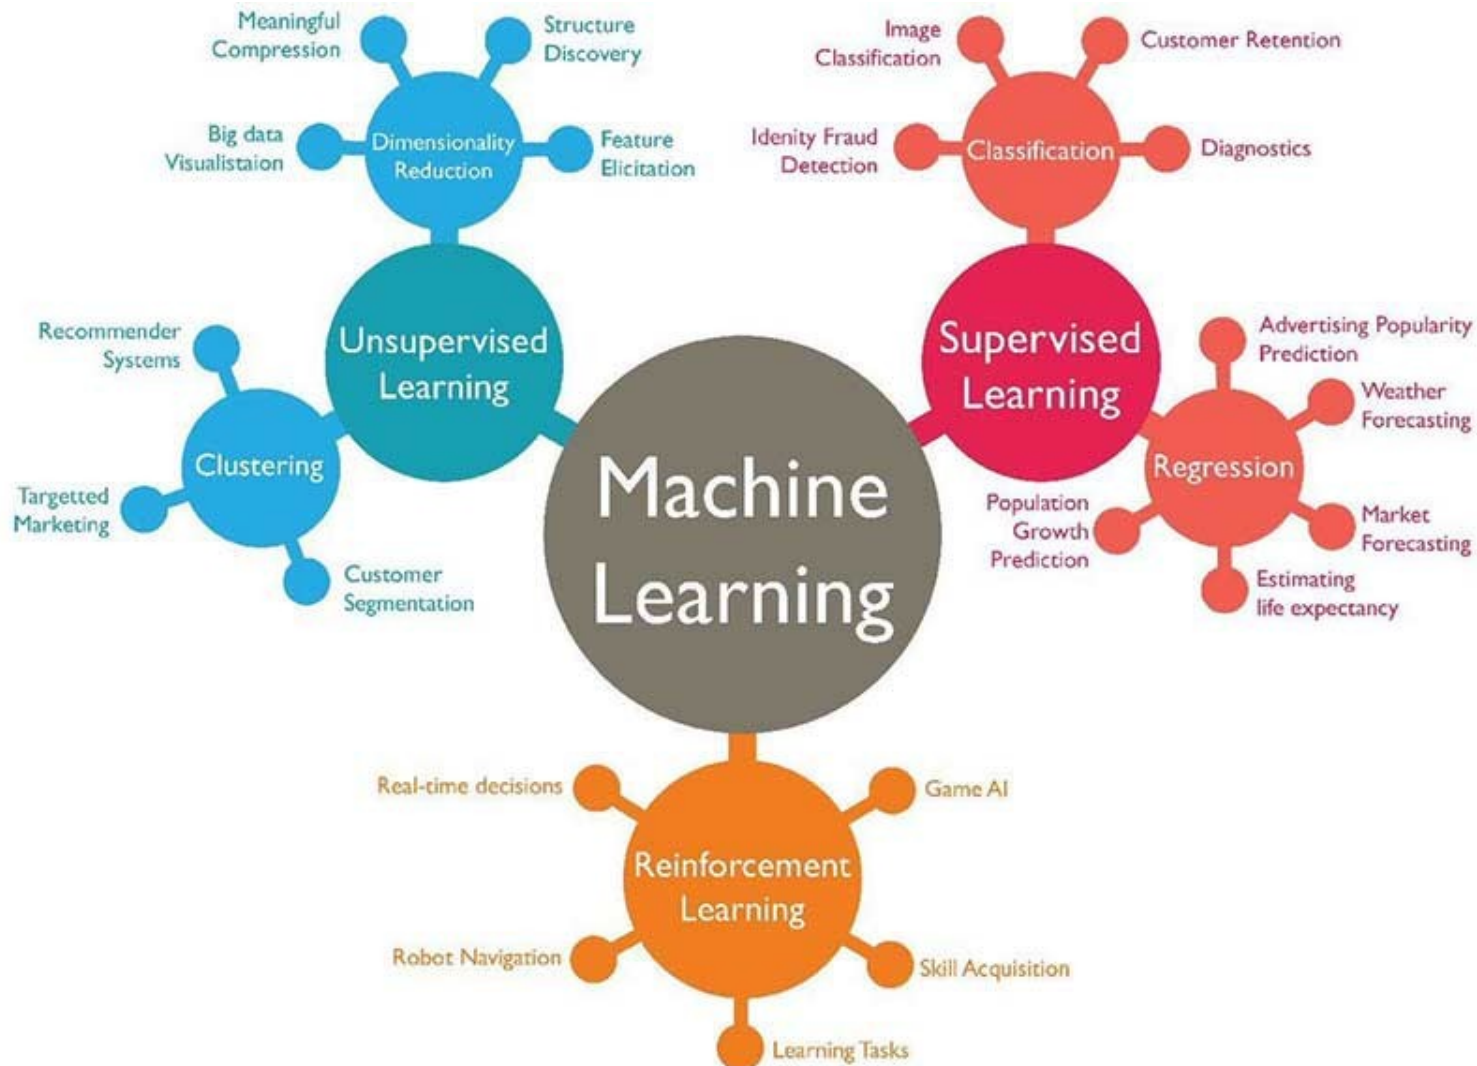 Meaningful
Compression
Structure
Discovery
Big data
Visualistaion
Dimensionality
Reduction
Feature
Elicitation
Image
Classification
Customer Retention
Idenity Fraud
Detection
Classification
Diagnostics
Unsupervised
Learning
Recommender
Systems
Clustering
Targetted
Marketing
Customer
Segmentation
Supervised
Learning
Advertising Popularity
Prediction
Weather
Forecasting
Regression
Population
Growth
Prediction
Market
Forecasting
Estimating
life expectancy
Machine
Learning
Real-time decisions
Game AI
Reinforcement
Learning
Robot Navigation
Skill Acquisition
Learning Tasks